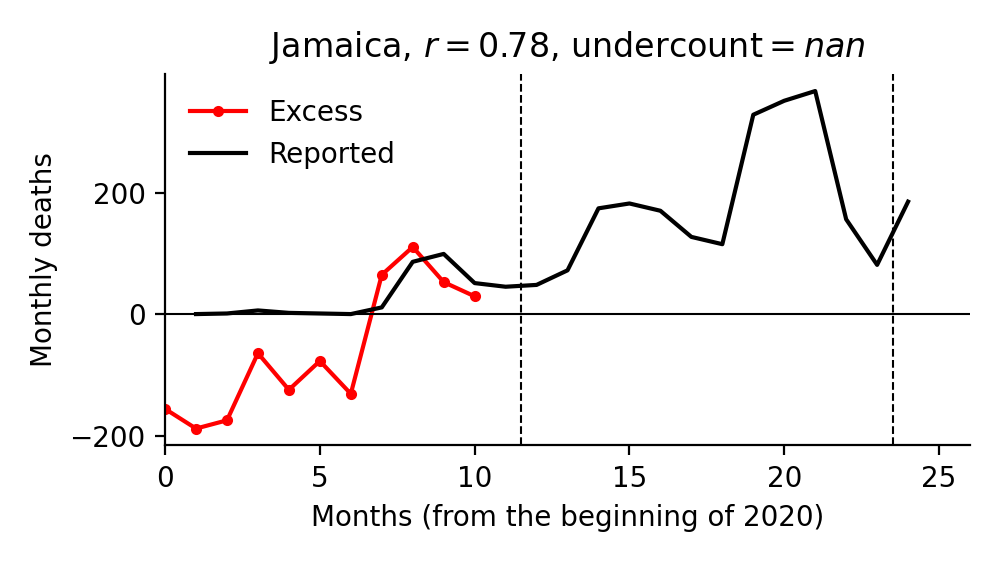 Jamaica, r = 0.78, undercount = nan
Excess
Reported
Monthly deaths
200
0
−200
0 5 10 15 20 25
Months (from the beginning of 2020)